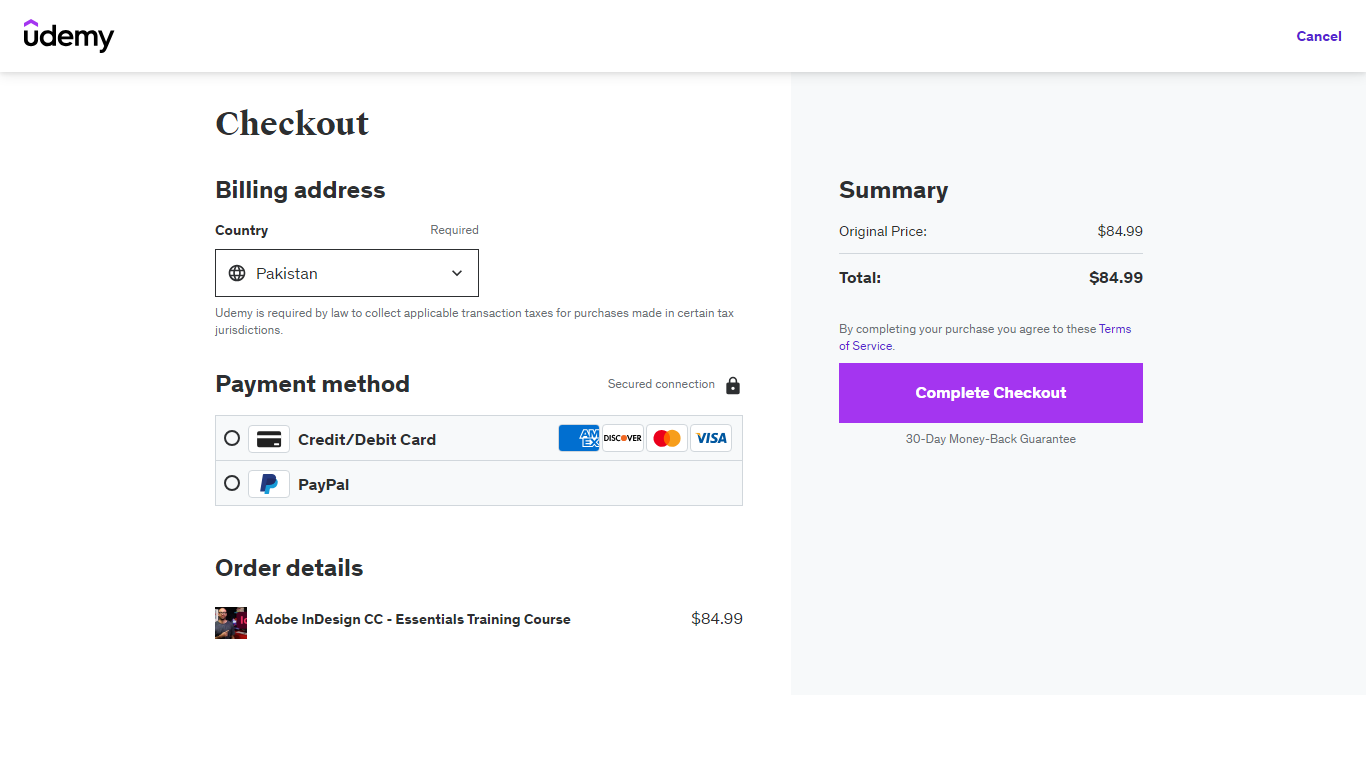 udemy
Cancel
Checkout
Billing address
Country
Required
Pakistan
Udemy is required by law to collect applicable transaction taxes for purchases made in certain tax
jurisdictions.
Payment method
Secured connection
Credit/Debit Card
AM
EX
DISCOVER
VISA
PayPal
Order details
Adobe InDesign CC - Essentials Training Course
$84.99
Summary
Original Price:
$84.99
Total:
$84.99
By completing your purchase you agree to these Terms
of Service.
Complete Checkout
30-Day Money-Back Guarantee